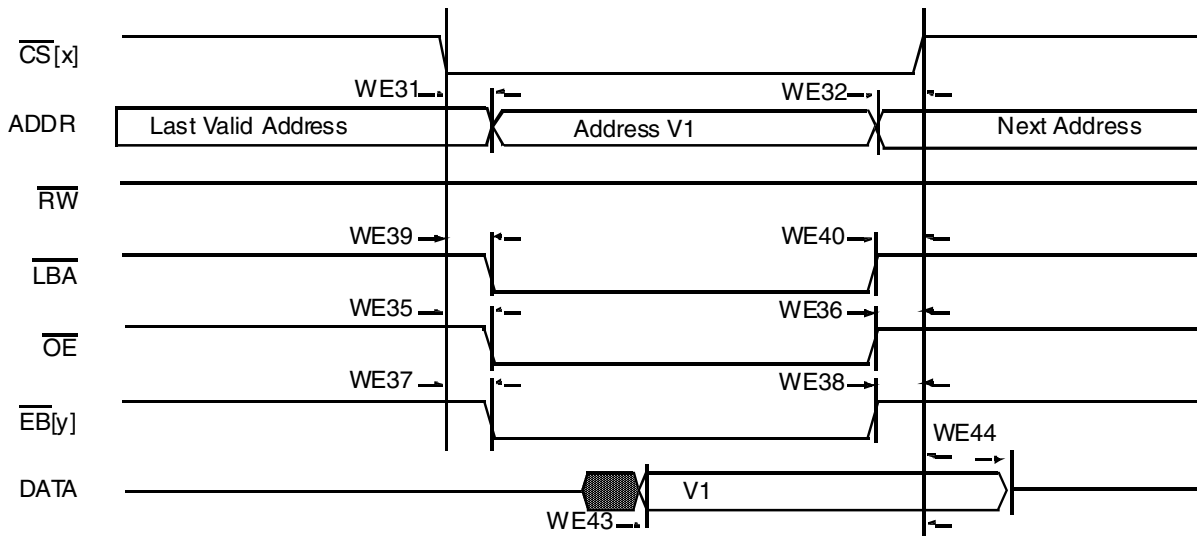 CS[x]
WE31 WE32
ADDR Last Valid Address Address V1 Next Address
RW
WE39 WE40
LBA
WE35 WE36
OE
WE37 WE38
EB[y]
WE44
DATA V1
WE43